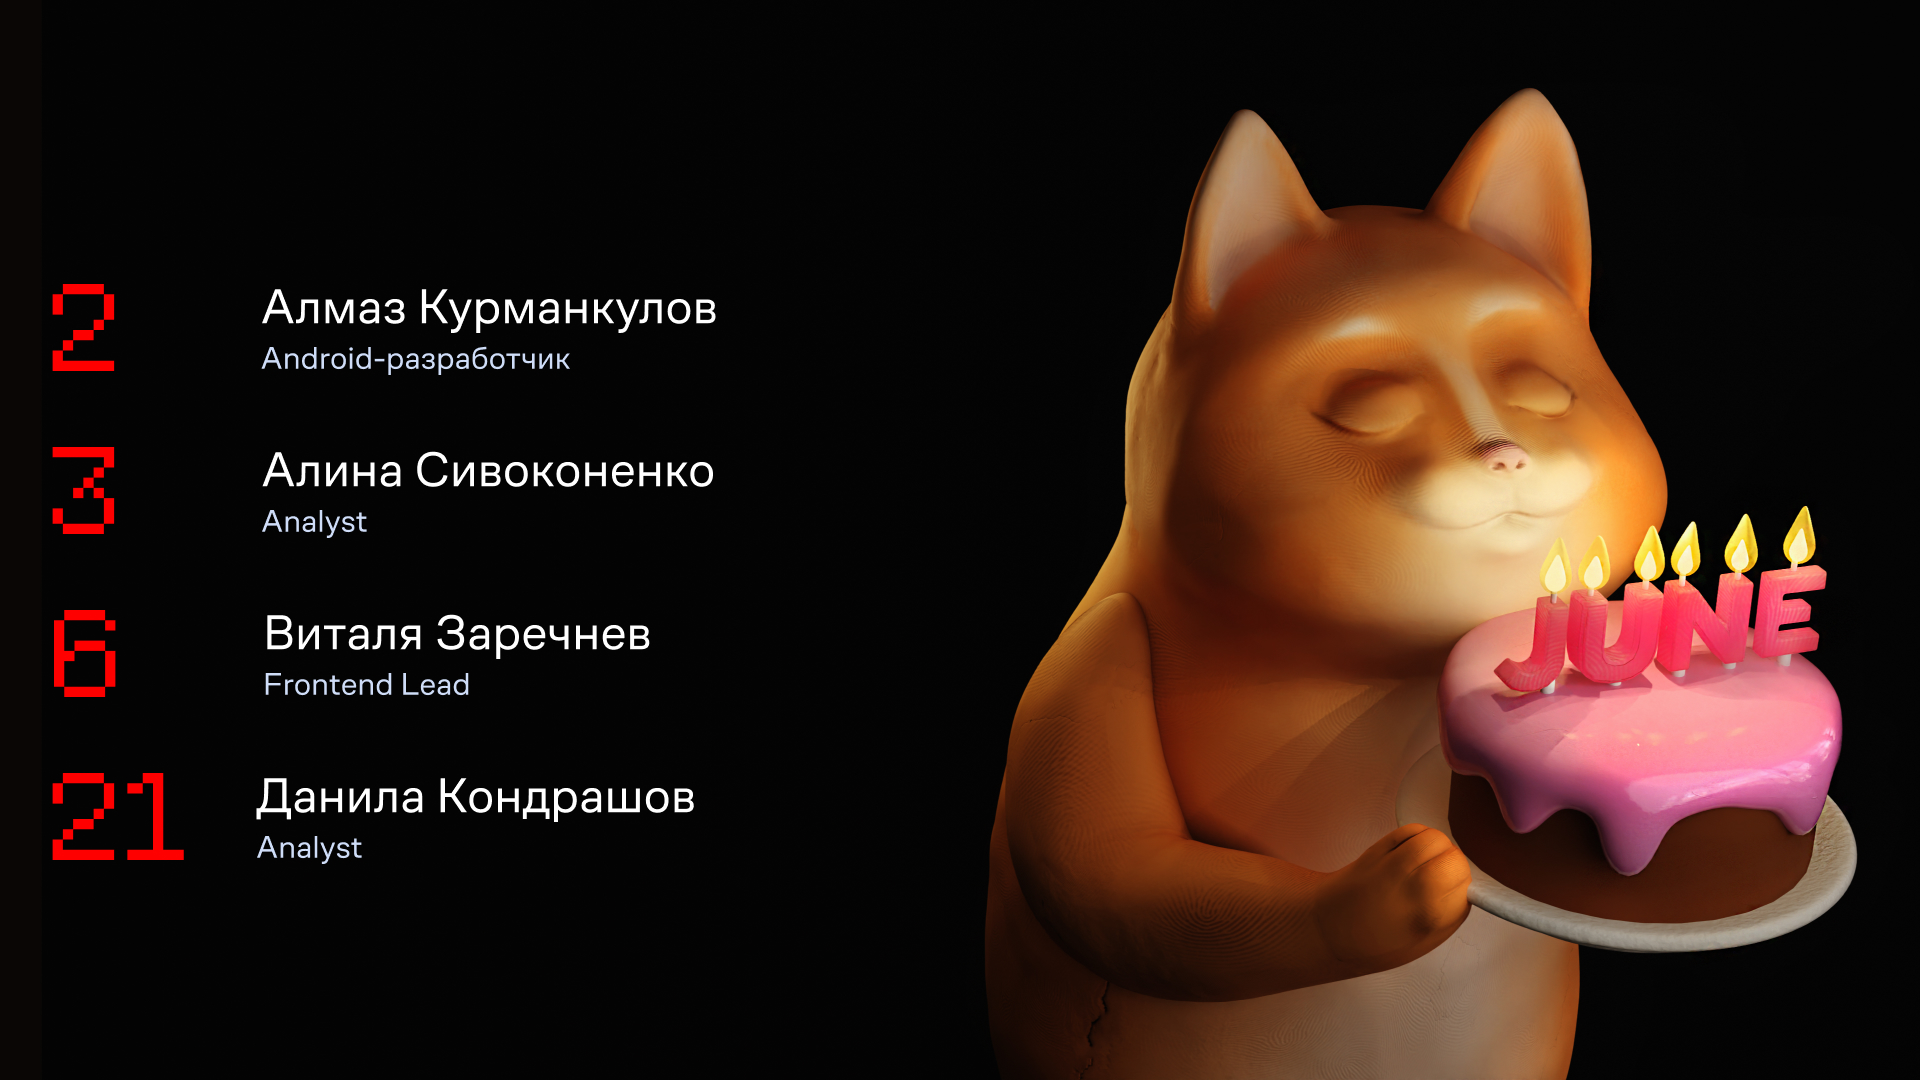 2
Алмаз Курманкулов
Android-разработчик
3
Алина Сивоконенко
Analyst
6
Виталя Заречнев
Frontend Lead
21
Данила Кондрашов
Analyst
JUNE